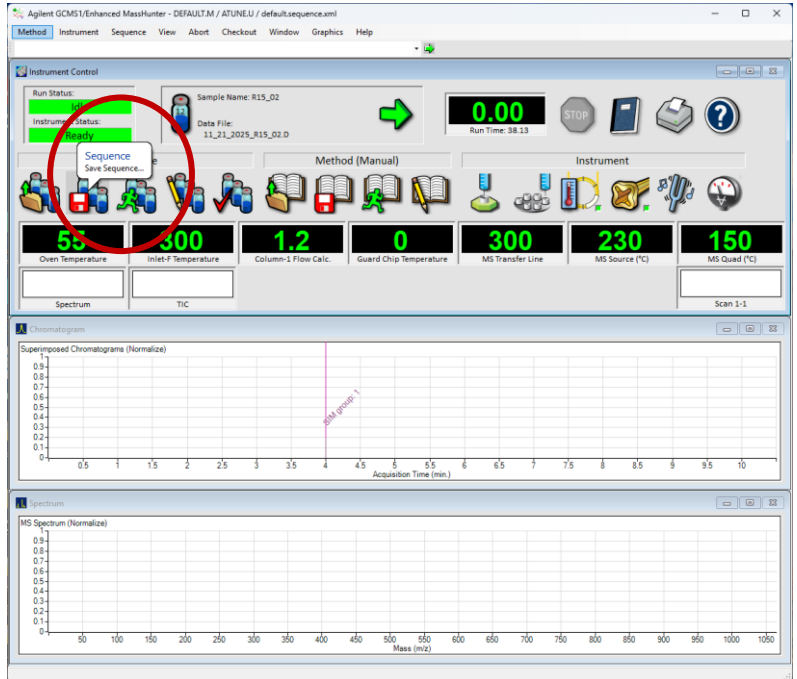 Agilent GCMS1/Enhanced MassHunter - DEFAULT.M / ATUNE.U / default.sequence.xml
Method Instrument Sequence View Abort Checkout Window Graphics Help
Instrument Control
Run Status:
Idle
Instrument Status:
Ready
Sample Name: R15_02
Data File:
11_21_2025_R15_02.D
12
0.00
Run Time: 38.13
STOP
Sequence
Save Sequence...
Method (Manual)
Instrument
55
300
1.2
0
300
230
150
Oven Temperature
Inlet-F Temperature
Column-1 Flow Calc.
Guard Chip Temperature
MS Transfer Line
MS Source (°C)
MS Quad (°C)
Spectrum
TIC
Scan 1-1
Chromatogram
Superimposed Chromatograms (Normalize)
1
0.9
0.8
0.7
0.6
0.5
0.4
0.3
0.2
0.1
0
SIM group: 1
0.5 1 1.5 2 2.5 3 3.5 4 4.5 5 5.5 6 6.5 7 7.5 8 8.5 9 9.5 10
Acquisition Time (min.)
Spectrum
MS Spectrum (Normalize)
1
0.9
0.8
0.7
0.6
0.5
0.4
0.3
0.2
0.1
0
50 100 150 200 250 300 350 400 450 500 550 600 650 700 750 800 850 900 950 1000 1050
Mass (m/z)